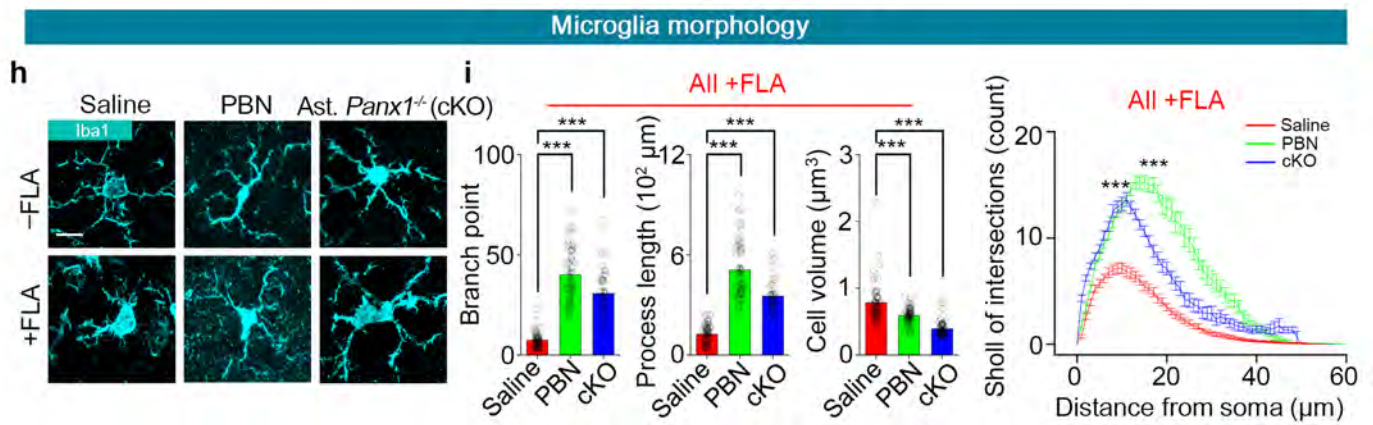 Microglia morphology
h
Saline
PBN
Ast. Panx1-/- (cKO)
Iba1
–FLA
+FLA
i
All +FLA
Branch point
100
50
0
***
***
Saline
PBN
cKO
Process length (10² µm)
12
6
0
***
***
Saline
PBN
cKO
Cell volume (µm³)
3
2
1
0
***
***
Saline
PBN
cKO
All +FLA
Sholl of intersections (count)
20
10
0
***
***
Saline
PBN
cKO
0
20
40
60
Distance from soma (µm)